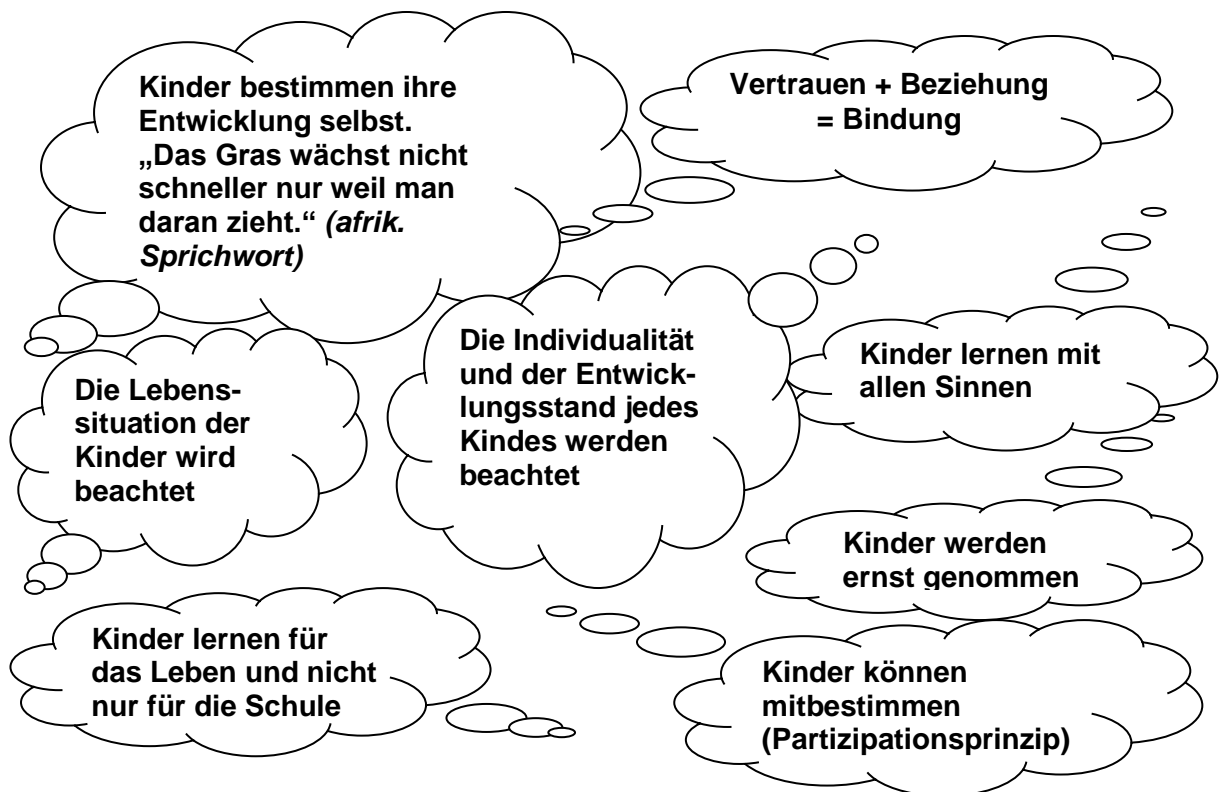 Kinder bestimmen ihre
Entwicklung selbst.
„Das Gras wächst nicht
schneller nur weil man
daran zieht.“ (afrik.
Sprichwort)
Vertrauen + Beziehung
= Bindung
Die Individualität
und der Entwick-
lungsstand jedes
Kindes werden
beachtet
Kinder lernen mit
allen Sinnen
Die Lebens-
situation der
Kinder wird
beachtet
Kinder werden
ernst genommen
Kinder lernen für
das Leben und nicht
nur für die Schule
Kinder können
mitbestimmen
(Partizipationsprinzip)